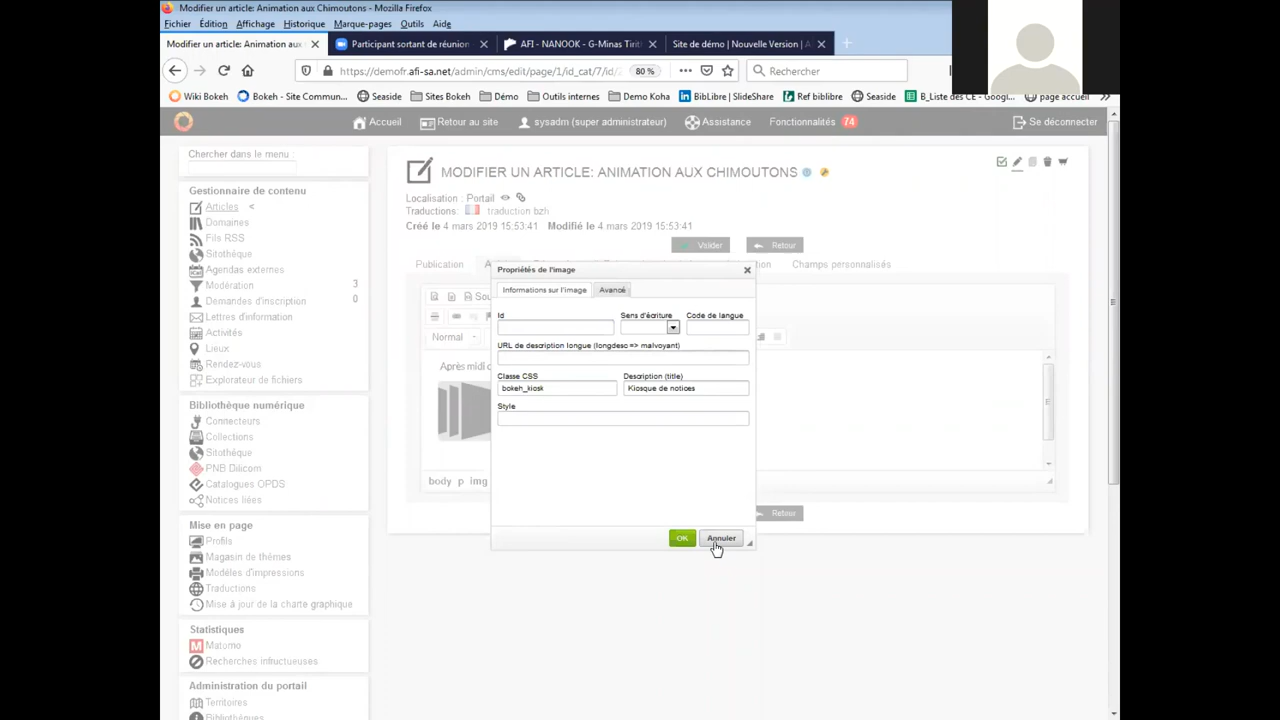 Modifier un article: Animation aux Chimoutons - Mozilla Firefox
Fichier Édition Affichage Historique Marque-pages Outils Aide
Modifier un article: Animation aux Participant sortant de réunion AFI - NANOOK - G-Minas Tirit Site de démo | Nouvelle Version | A
https://demofr.afi-sa.net/admin/cms/edit/page/1/id_cat/7/id/ 80 % Rechercher
Wiki Bokeh Bokeh - Site Commun... Seaside Sites Bokeh Démo Outils internes Demo Koha BibLibre | SlideShare Ref biblibre Seaside B_Liste des CE - Googl... page accueil
Accueil Retour au site sysadm (super administrateur) Assistance Fonctionnalités 74 Se déconnecter
Chercher dans le menu :
Gestionnaire de contenu
Articles <
Domaines
Fils RSS
Sitothèque
Agendas externes
Modération 3
Demandes d'inscription 0
Lettres d'information
Activités
Lieux
Rendez-vous
Explorateur de fichiers
Bibliothèque numérique
Connecteurs
Collections
Sitothèque
PNB Dilicom
Catalogues OPDS
Notices liées
Mise en page
Profils
Magasin de thèmes
Modèles d'impressions
Traductions
Mise à jour de la charte graphique
Statistiques
Matomo
Recherches infructueuses
Administration du portail
Territoires
Bibliothèques
MODIFIER UN ARTICLE: ANIMATION AUX CHIMOUTONS
Localisation : Portail
Traductions: traduction bzh
Créé le 4 mars 2019 15:53:41 Modifié le 4 mars 2019 15:53:41
Valider Retour
Publication Champs personnalisés
Sou
Normal
Après midi
body p img
Retour
Propriétés de l'image
Informations sur l'image Avancé
Id Sens d'écriture Code de langue
URL de description longue (longdesc => malvoyant)
Classe CSS Description (title)
bokeh_kiosk Kiosque de notices
Style
OK Annuler